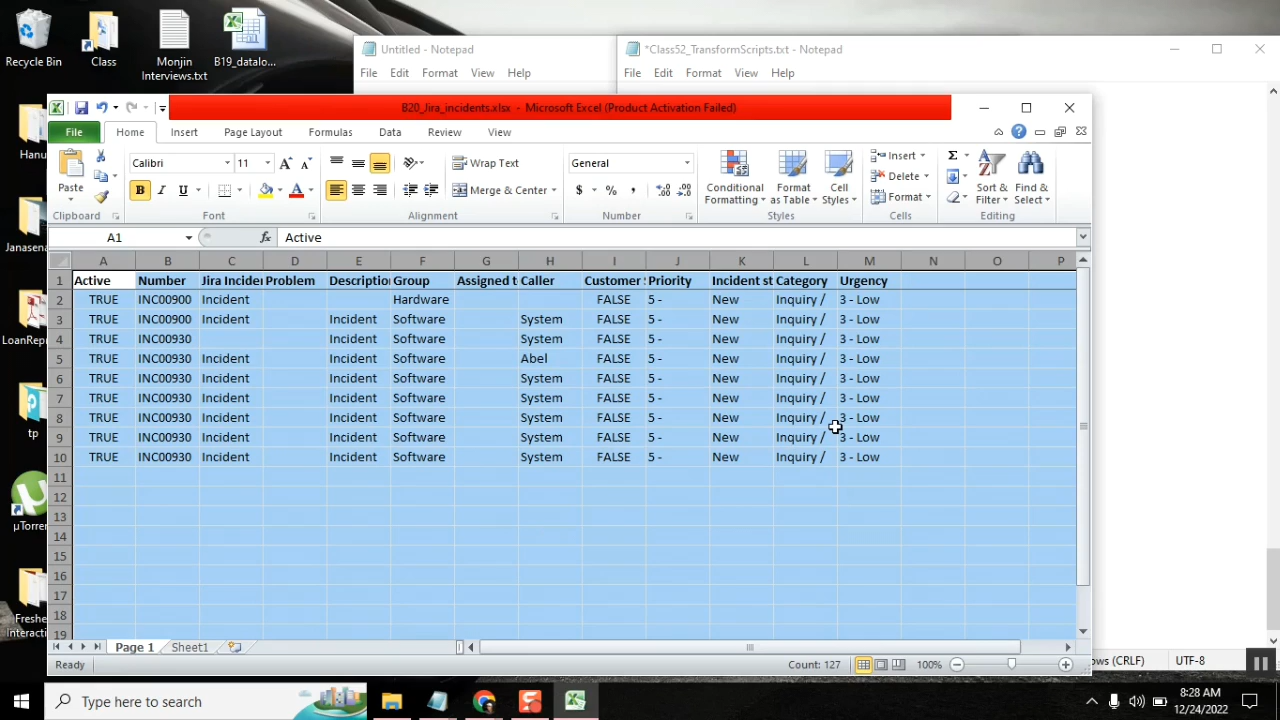 Recycle Bin
Class
Monjin
Interviews.txt
B19_datalo...
Hanu
Janasen
LoanRepr
tp
µTorren
Freshe
Interactio
Untitled - Notepad
File Edit Format View Help
*Class52_TransformScripts.txt - Notepad
File Edit Format View Help
B20_Jira_incidents.xlsx - Microsoft Excel (Product Activation Failed)
File Home Insert Page Layout Formulas Data Review View
Paste
Clipboard
Calibri 11
B I U
Font
Wrap Text
Merge & Center
Alignment
General
$ % ,
Number
Conditional Formatting
Format as Table
Cell Styles
Styles
Insert
Delete
Format
Cells
Sort & Filter
Find & Select
Editing
A1 fx Active
A B C D E F G H I J K L M N O P
1 Active Number Jira Incider Problem Description Group Assigned t Caller Customer Priority Incident st Category Urgency
2 TRUE INC00900 Incident Hardware FALSE 5 - New Inquiry / 3 - Low
3 TRUE INC00900 Incident Incident Software System FALSE 5 - New Inquiry / 3 - Low
4 TRUE INC00930 Incident Software System FALSE 5 - New Inquiry / 3 - Low
5 TRUE INC00930 Incident Incident Software Abel FALSE 5 - New Inquiry / 3 - Low
6 TRUE INC00930 Incident Incident Software System FALSE 5 - New Inquiry / 3 - Low
7 TRUE INC00930 Incident Incident Software System FALSE 5 - New Inquiry / 3 - Low
8 TRUE INC00930 Incident Incident Software System FALSE 5 - New Inquiry / 3 - Low
9 TRUE INC00930 Incident Incident Software System FALSE 5 - New Inquiry / 3 - Low
10 TRUE INC00930 Incident Incident Software System FALSE 5 - New Inquiry / 3 - Low
11
12
13
14
15
16
17
18
19
Page 1 Sheet1
Ready Count: 127 100%
ows (CRLF) UTF-8
Type here to search
8:28 AM
12/24/2022